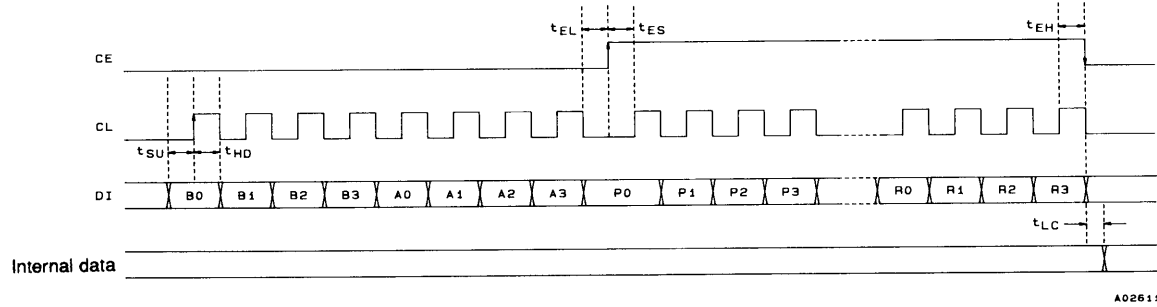 tEL tES tEH
CE
CL
tSU tHD
DI B0 B1 B2 B3 A0 A1 A2 A3 P0 P1 P2 P3 R0 R1 R2 R3
tLC
Internal data